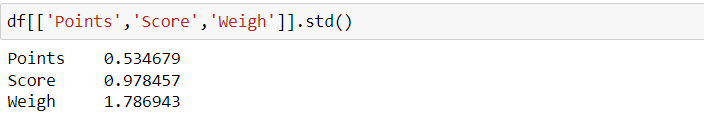 df[['Points','Score','Weigh']].std()
Points    0.534679
Score     0.978457
Weigh     1.786943